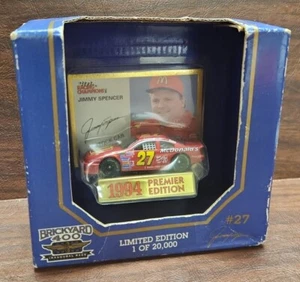 Racing Champions
JIMMY SPENCER
27
McDonald's
1994 PREMIER EDITION
#27
BRICKYARD
400
LIMITED EDITION
1 OF 20,000